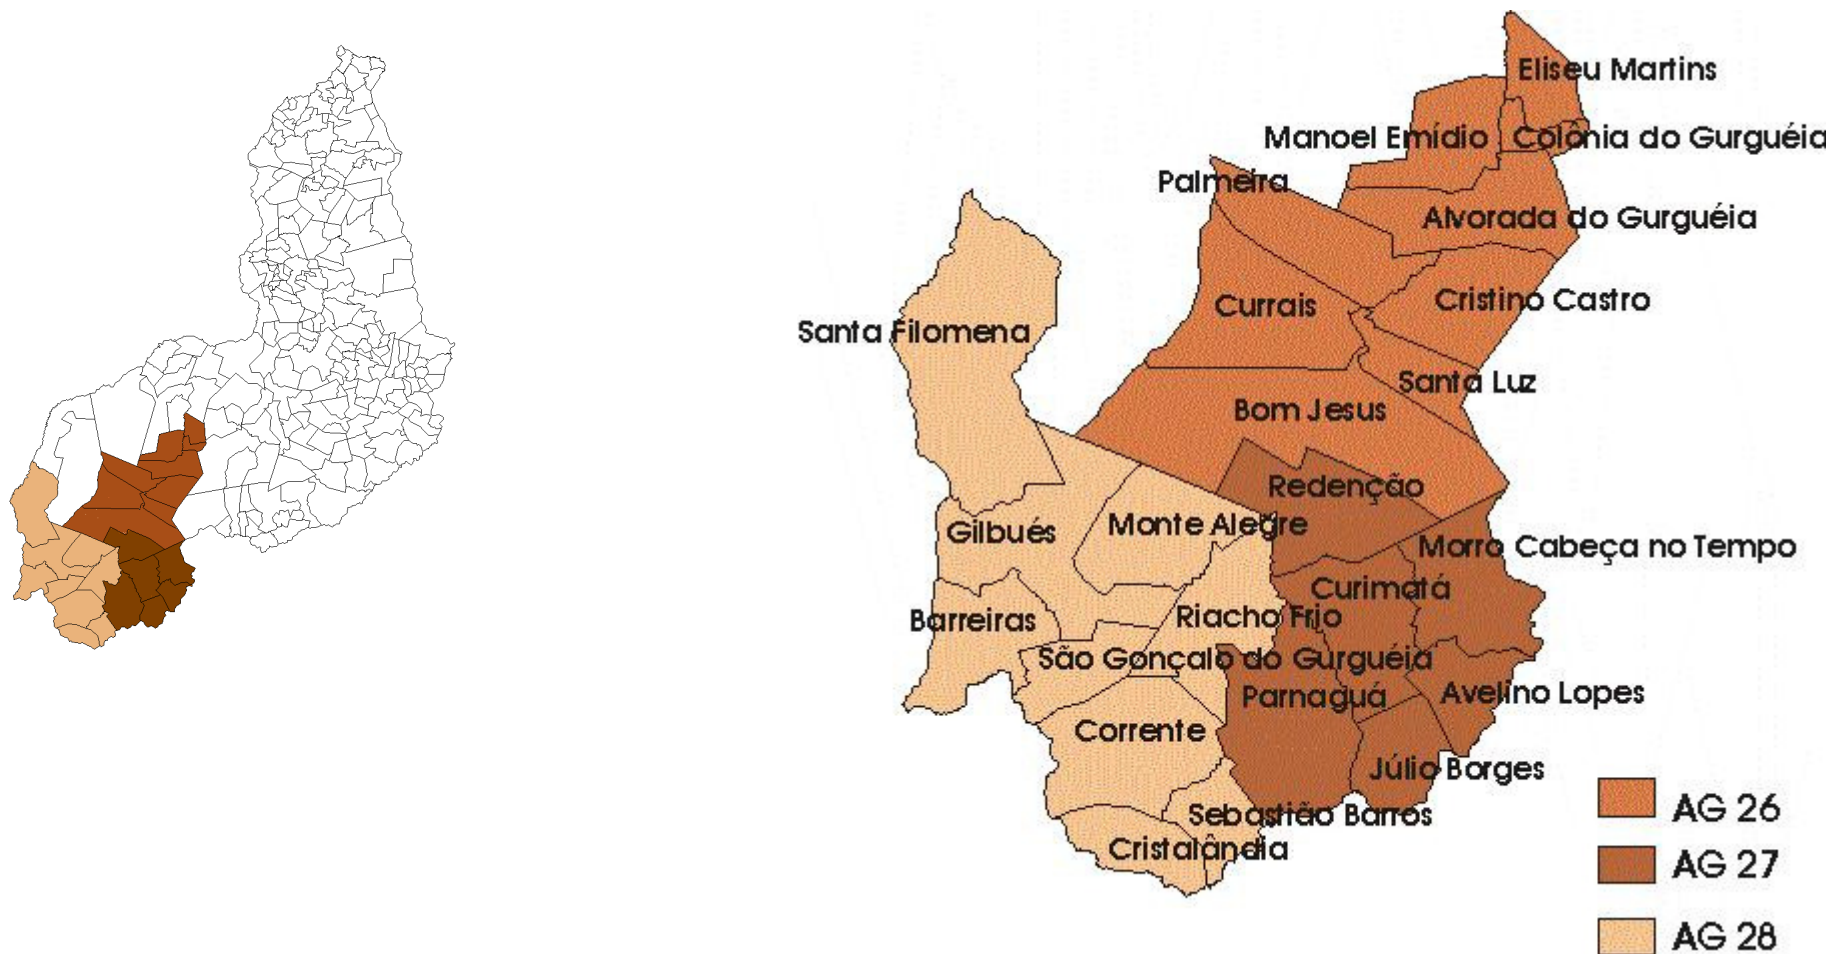 Eliseu Martins
Manoel Emídio
Colônia do Gurguéia
Palmeira
Alvorada do Gurguéia
Currais
Cristino Castro
Santa Filomena
Santa Luz
Bom Jesus
Redenção
Monte Alegre
Gilbués
Morro Cabeça no Tempo
Curimatá
Barreiras
Riacho Frio
São Gonçalo do Gurguéia
Parnaguá
Avelino Lopes
Corrente
Júlio Borges
Sebastião Barros
Cristalândia
AG 26
AG 27
AG 28